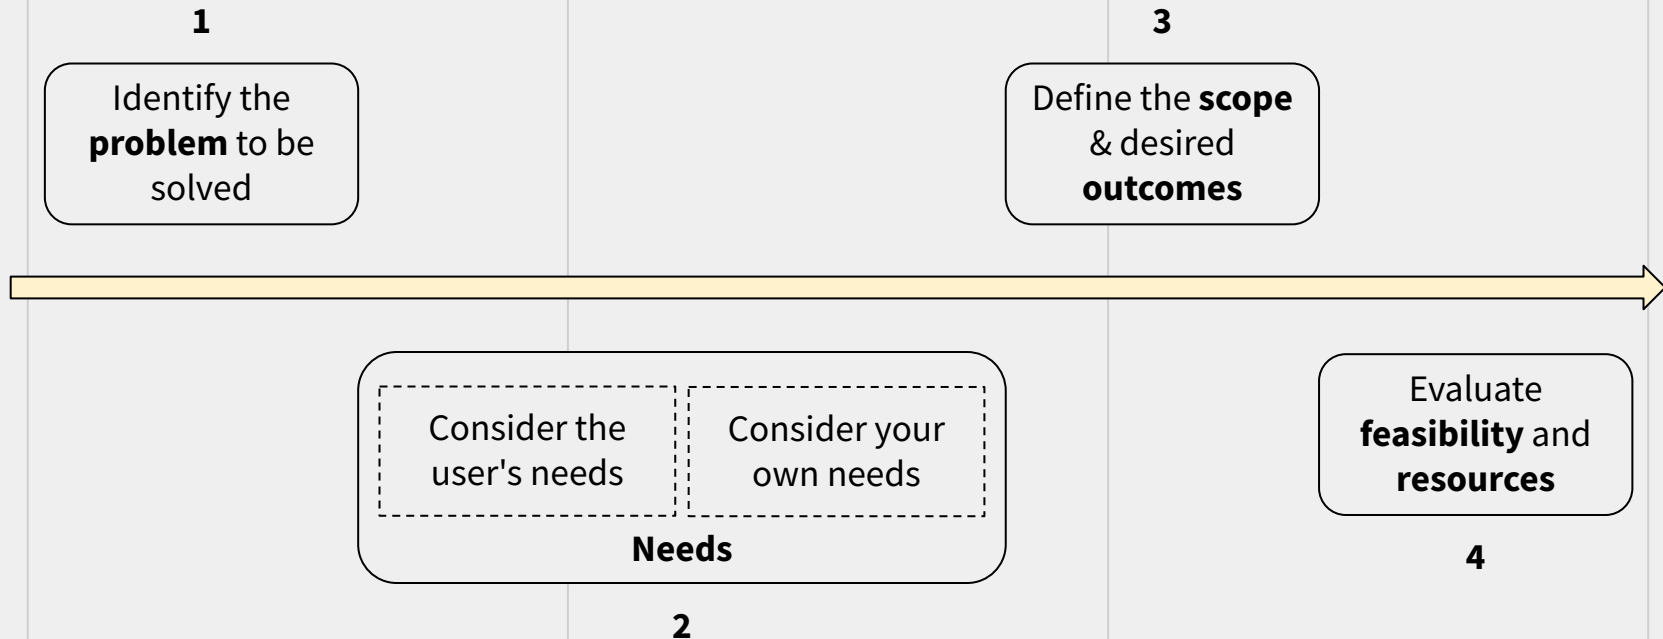 1
Identify the
problem to be
solved
3
Define the scope
& desired
outcomes
Consider the
user's needs
Consider your
own needs
Needs
2
Evaluate
feasibility and
resources
4